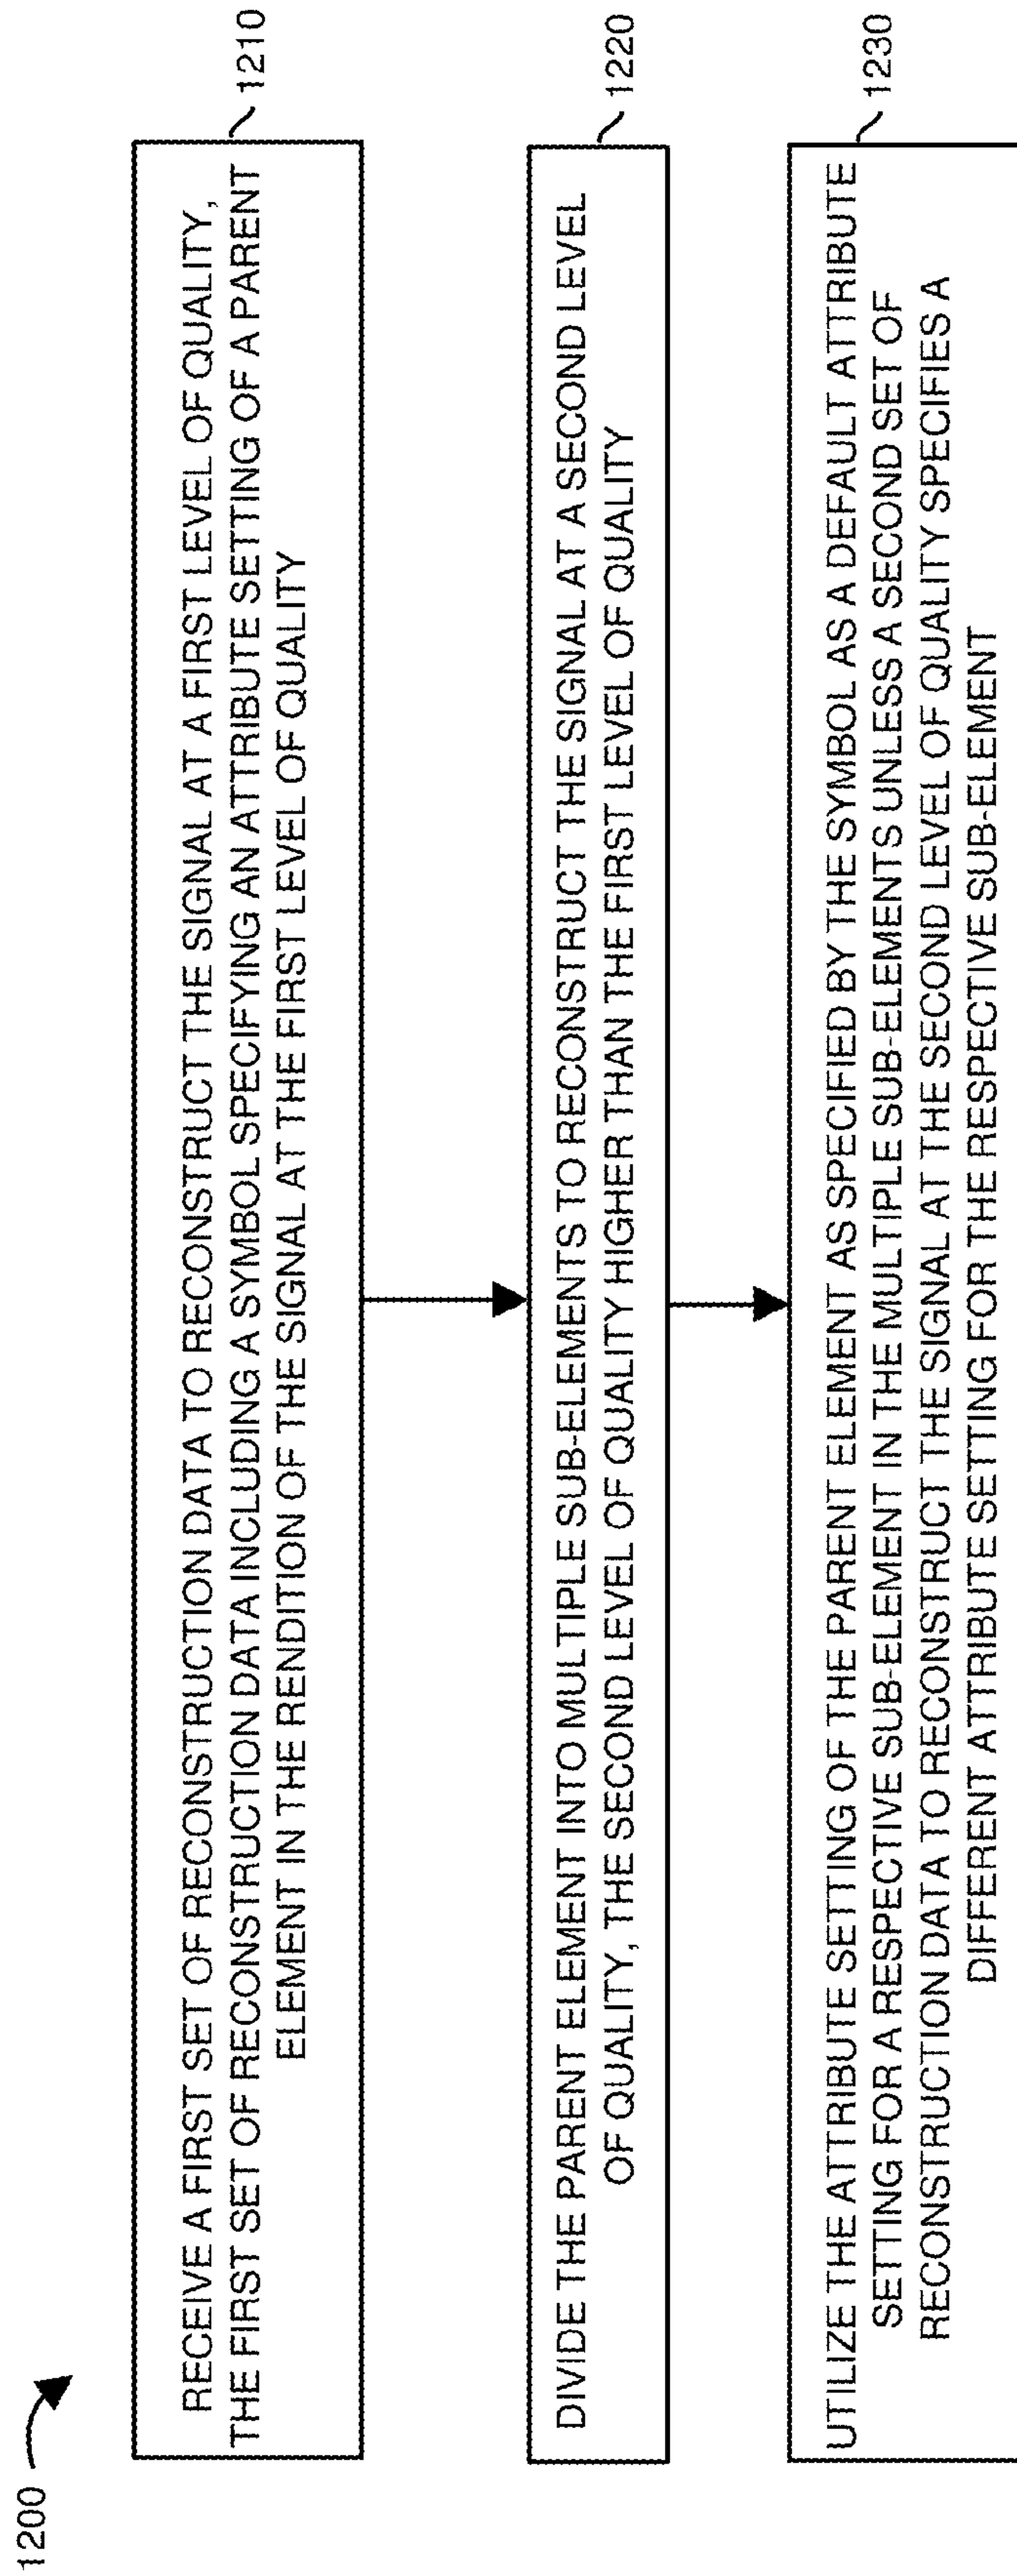 1200
RECEIVE A FIRST SET OF RECONSTRUCTION DATA TO RECONSTRUCT THE SIGNAL AT A FIRST LEVEL OF QUALITY,
THE FIRST SET OF RECONSTRUCTION DATA INCLUDING A SYMBOL SPECIFYING AN ATTRIBUTE SETTING OF A PARENT
ELEMENT IN THE RENDITION OF THE SIGNAL AT THE FIRST LEVEL OF QUALITY
1210
DIVIDE THE PARENT ELEMENT INTO MULTIPLE SUB-ELEMENTS TO RECONSTRUCT THE SIGNAL AT A SECOND LEVEL
OF QUALITY, THE SECOND LEVEL OF QUALITY HIGHER THAN THE FIRST LEVEL OF QUALITY
1220
UTILIZE THE ATTRIBUTE SETTING OF THE PARENT ELEMENT AS SPECIFIED BY THE SYMBOL AS A DEFAULT ATTRIBUTE
SETTING FOR A RESPECTIVE SUB-ELEMENT IN THE MULTIPLE SUB-ELEMENTS UNLESS A SECOND SET OF
RECONSTRUCTION DATA TO RECONSTRUCT THE SIGNAL AT THE SECOND LEVEL OF QUALITY SPECIFIES A
DIFFERENT ATTRIBUTE SETTING FOR THE RESPECTIVE SUB-ELEMENT
1230